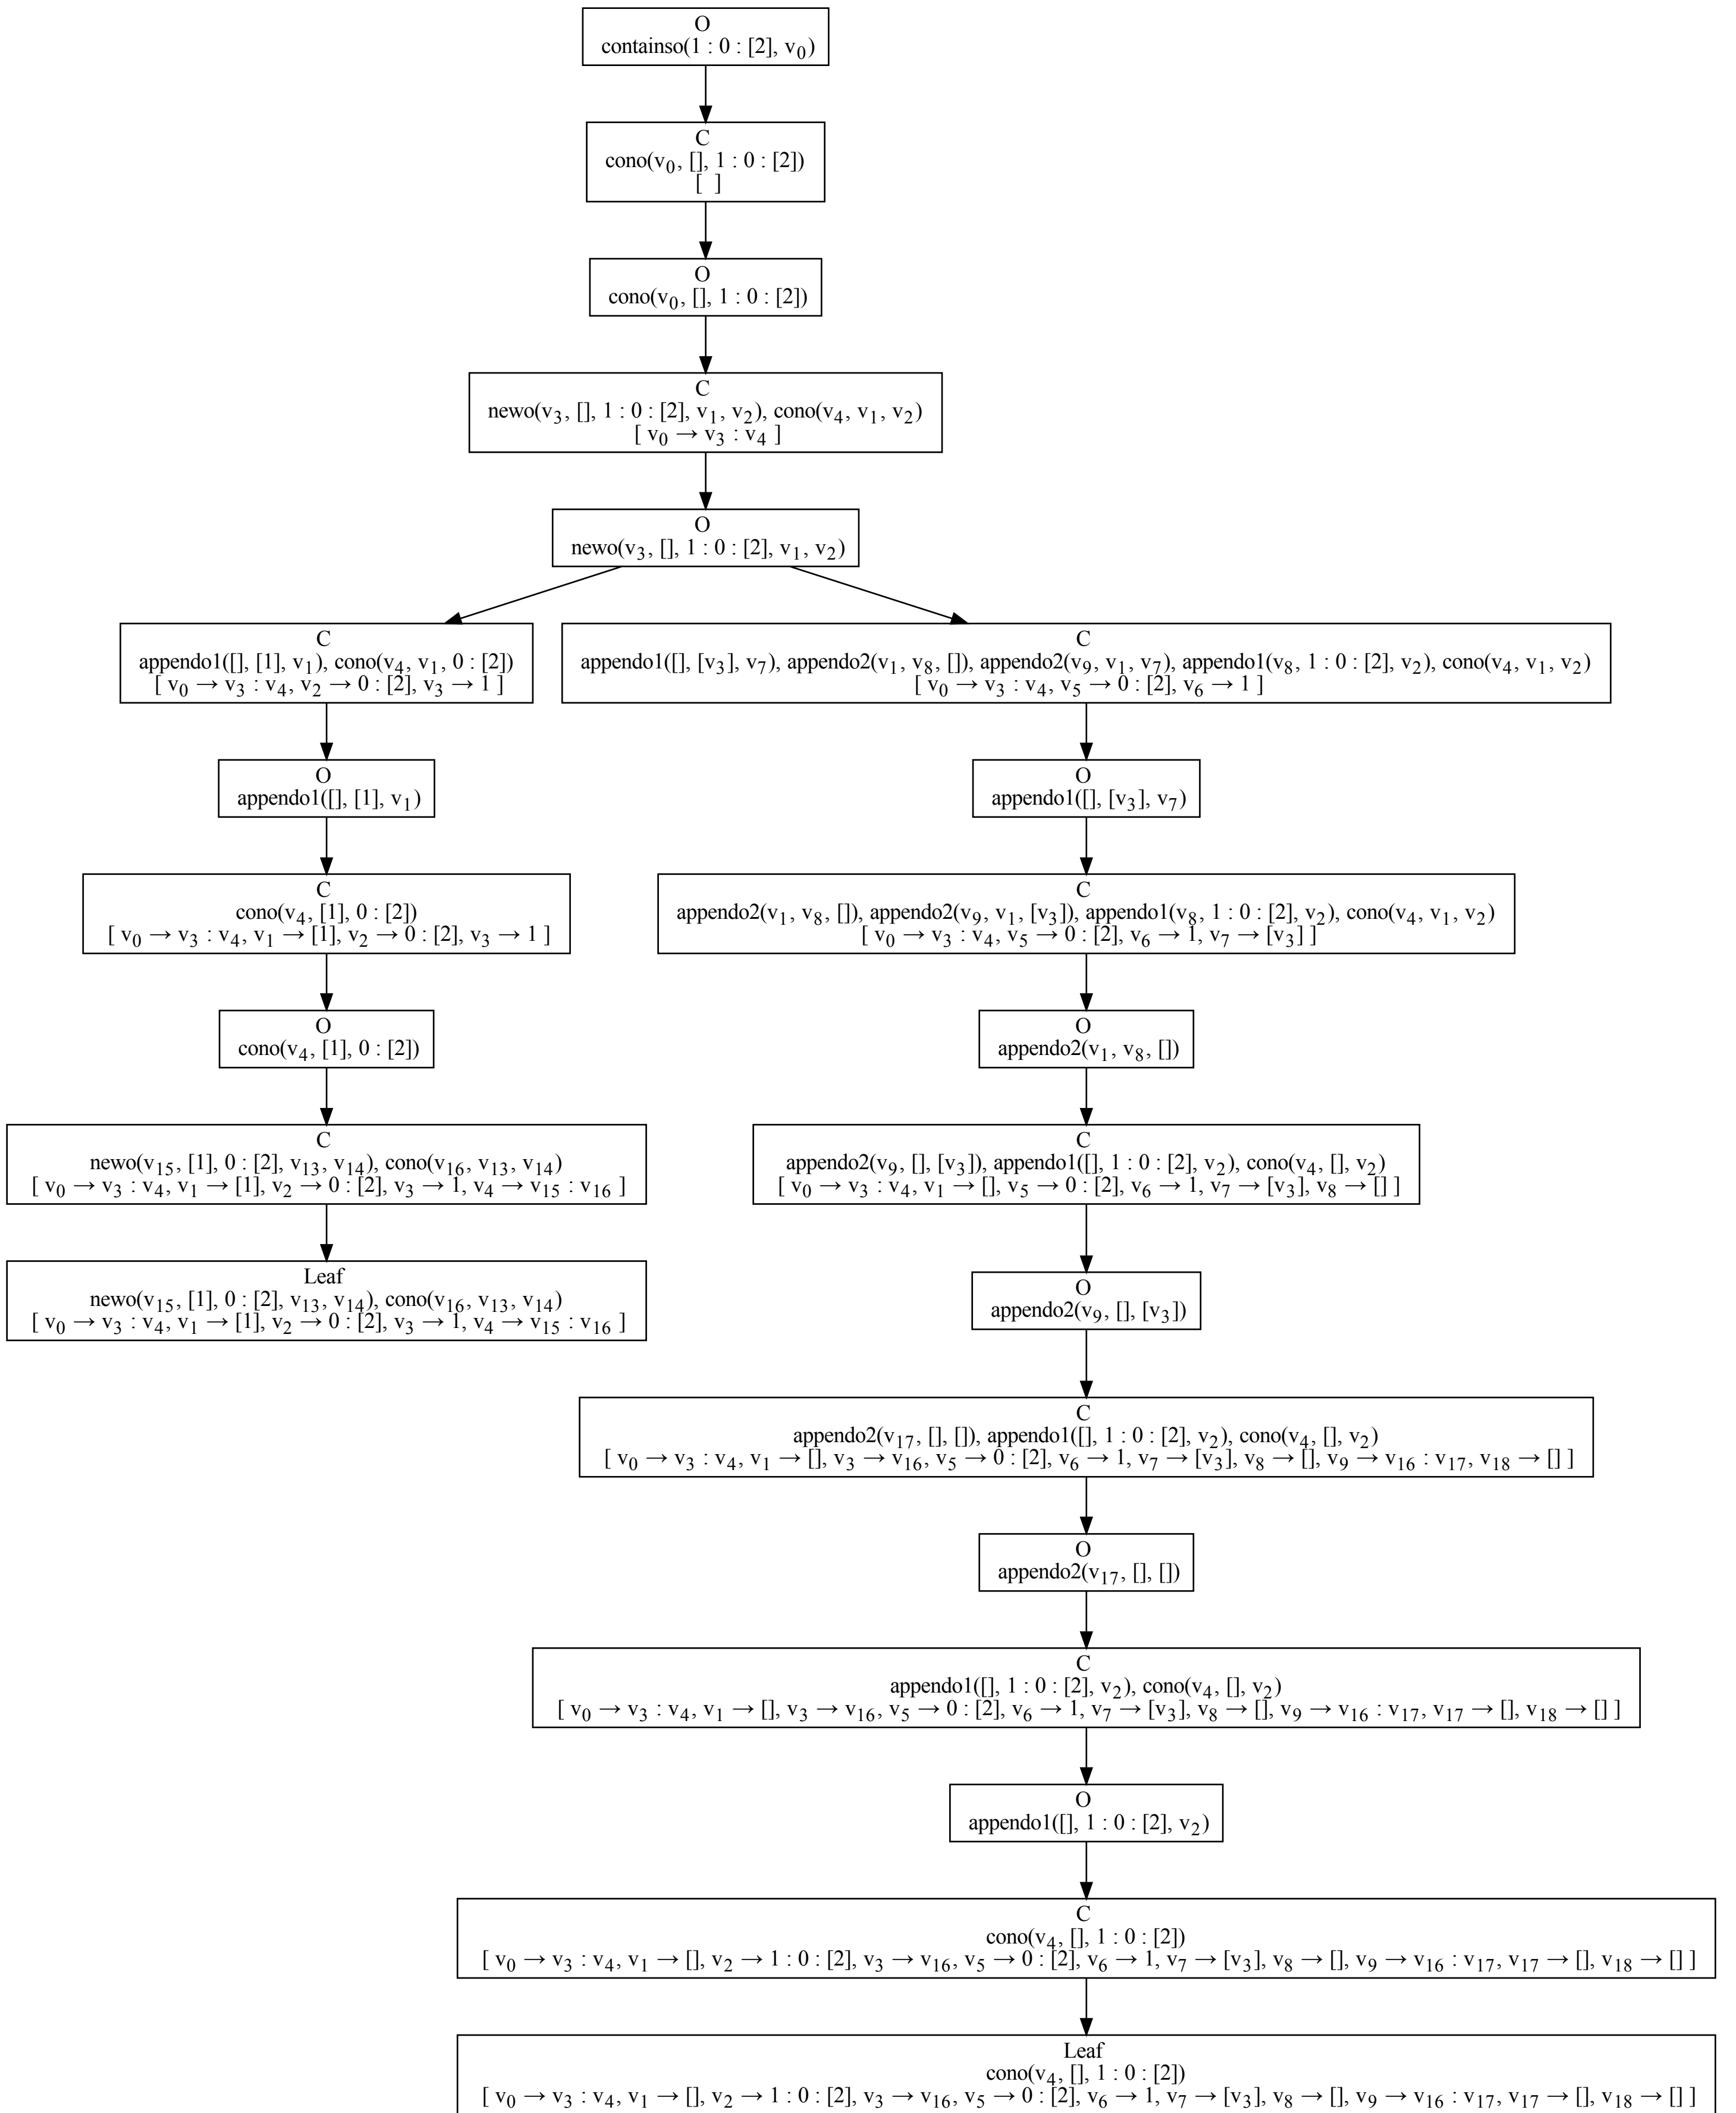 O
containso(1 : 0 : [2], v₀)
C
cono(v₀, [], 1 : 0 : [2])
[ ]
O
cono(v₀, [], 1 : 0 : [2])
C
newo(v₃, [], 1 : 0 : [2], v₁, v₂), cono(v₄, v₁, v₂)
[ v₀ → v₃ : v₄ ]
O
newo(v₃, [], 1 : 0 : [2], v₁, v₂)
C
appendo1([], [1], v₁), cono(v₄, v₁, 0 : [2])
[ v₀ → v₃ : v₄, v₂ → 0 : [2], v₃ → 1 ]
C
appendo1([], [v₃], v₇), appendo2(v₁, v₈, []), appendo2(v₉, v₁, v₇), appendo1(v₈, 1 : 0 : [2], v₂), cono(v₄, v₁, v₂)
[ v₀ → v₃ : v₄, v₅ → 0 : [2], v₆ → 1 ]
O
appendo1([], [1], v₁)
O
appendo1([], [v₃], v₇)
C
cono(v₄, [1], 0 : [2])
[ v₀ → v₃ : v₄, v₁ → [1], v₂ → 0 : [2], v₃ → 1 ]
C
appendo2(v₁, v₈, []), appendo2(v₉, v₁, [v₃]), appendo1(v₈, 1 : 0 : [2], v₂), cono(v₄, v₁, v₂)
[ v₀ → v₃ : v₄, v₅ → 0 : [2], v₆ → 1, v₇ → [v₃] ]
O
cono(v₄, [1], 0 : [2])
O
appendo2(v₁, v₈, [])
C
newo(v₁₅, [1], 0 : [2], v₁₃, v₁₄), cono(v₁₆, v₁₃, v₁₄)
[ v₀ → v₃ : v₄, v₁ → [1], v₂ → 0 : [2], v₃ → 1, v₄ → v₁₅ : v₁₆ ]
C
appendo2(v₉, [], [v₃]), appendo1([], 1 : 0 : [2], v₂), cono(v₄, [], v₂)
[ v₀ → v₃ : v₄, v₁ → [], v₅ → 0 : [2], v₆ → 1, v₇ → [v₃], v₈ → [] ]
Leaf
newo(v₁₅, [1], 0 : [2], v₁₃, v₁₄), cono(v₁₆, v₁₃, v₁₄)
[ v₀ → v₃ : v₄, v₁ → [1], v₂ → 0 : [2], v₃ → 1, v₄ → v₁₅ : v₁₆ ]
O
appendo2(v₉, [], [v₃])
C
appendo2(v₁₇, [], []), appendo1([], 1 : 0 : [2], v₂), cono(v₄, [], v₂)
[ v₀ → v₃ : v₄, v₁ → [], v₃ → v₁₆, v₅ → 0 : [2], v₆ → 1, v₇ → [v₃], v₈ → [], v₉ → v₁₆ : v₁₇, v₁₈ → [] ]
O
appendo2(v₁₇, [], [])
C
appendo1([], 1 : 0 : [2], v₂), cono(v₄, [], v₂)
[ v₀ → v₃ : v₄, v₁ → [], v₃ → v₁₆, v₅ → 0 : [2], v₆ → 1, v₇ → [v₃], v₈ → [], v₉ → v₁₆ : v₁₇, v₁₇ → [], v₁₈ → [] ]
O
appendo1([], 1 : 0 : [2], v₂)
C
cono(v₄, [], 1 : 0 : [2])
[ v₀ → v₃ : v₄, v₁ → [], v₂ → 1 : 0 : [2], v₃ → v₁₆, v₅ → 0 : [2], v₆ → 1, v₇ → [v₃], v₈ → [], v₉ → v₁₆ : v₁₇, v₁₇ → [], v₁₈ → [] ]
Leaf
cono(v₄, [], 1 : 0 : [2])
[ v₀ → v₃ : v₄, v₁ → [], v₂ → 1 : 0 : [2], v₃ → v₁₆, v₅ → 0 : [2], v₆ → 1, v₇ → [v₃], v₈ → [], v₉ → v₁₆ : v₁₇, v₁₇ → [], v₁₈ → [] ]